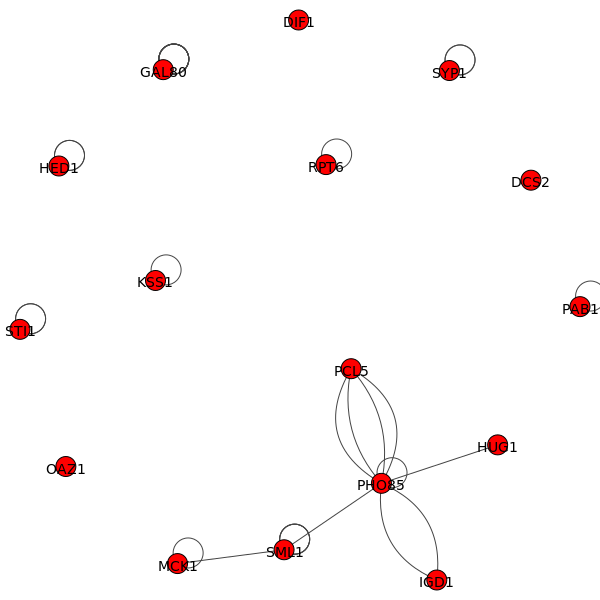 DIF1
GAL80
SYP1
HED1
RPT6
DCS2
KSS1
PAB1
STI1
PCL5
HUG1
OAZ1
PHO85
SML1
MCK1
IGD1